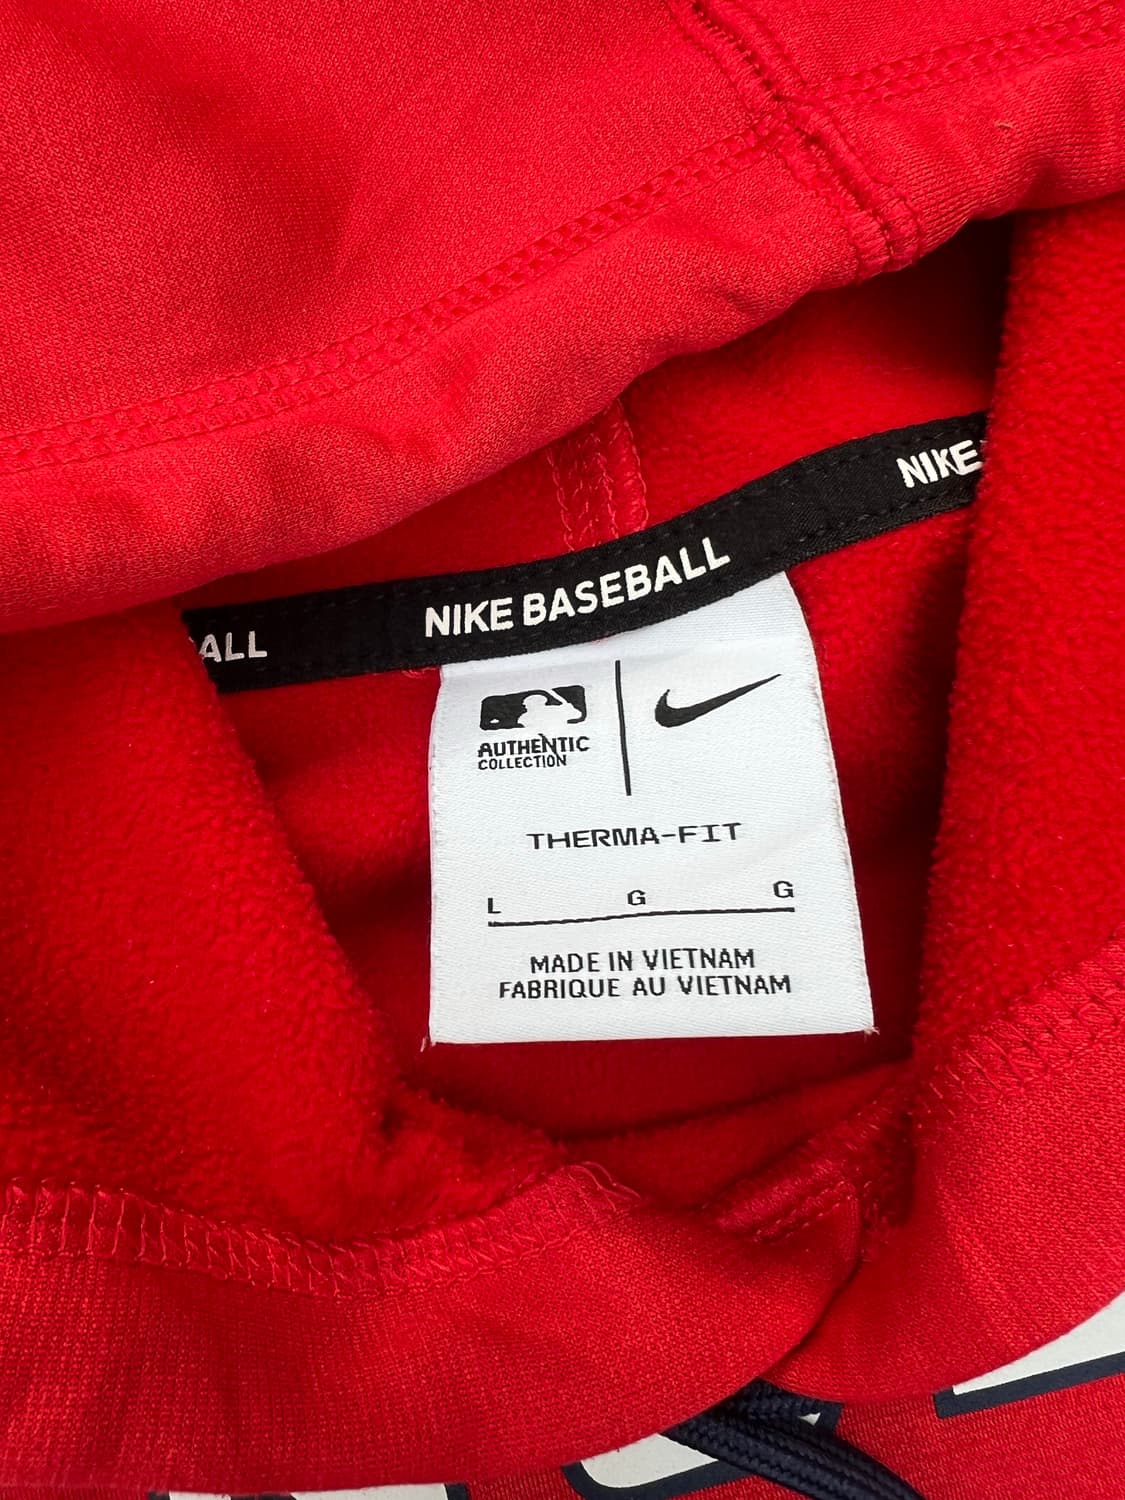 ALL NIKE BASEBALL NIKE
AUTHENTIC
COLLECTION
THERMA-FIT
L G G
MADE IN VIETNAM
FABRIQUE AU VIETNAM